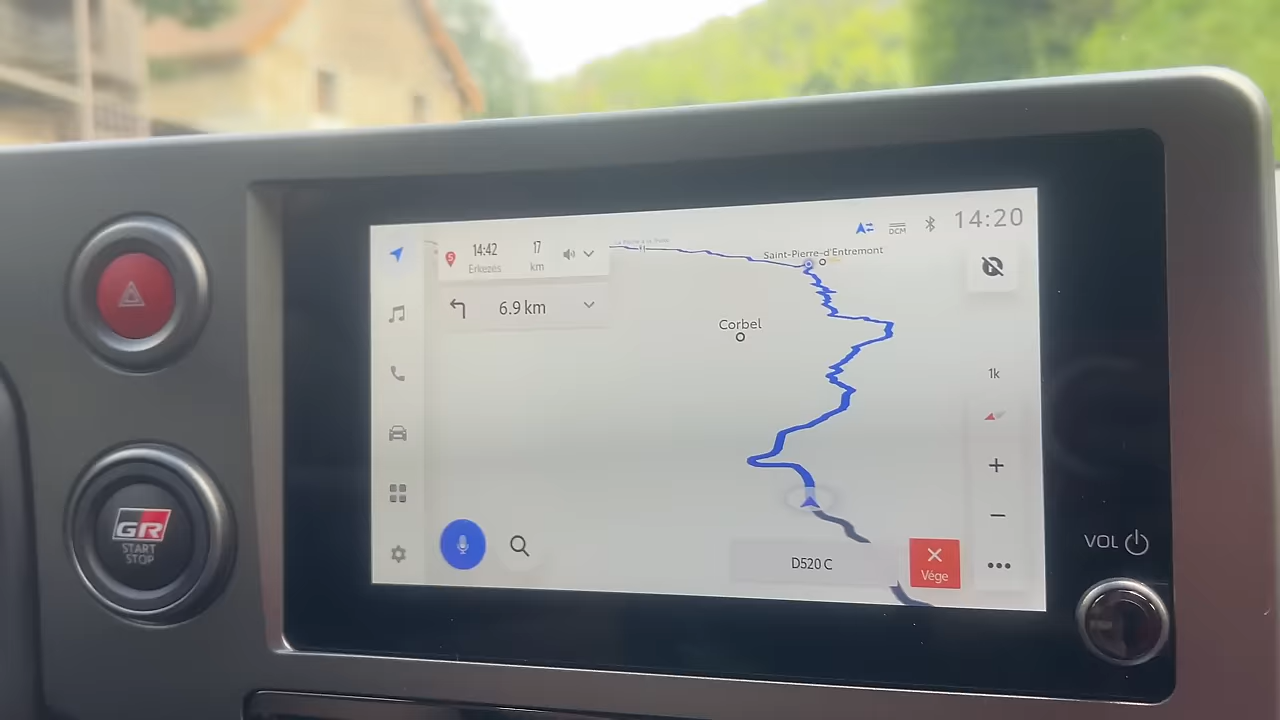 14:20
DCM
14:42
Érkezés
17
km
5
6.9 km
Saint-Pierre-d'Entremont
Corbel
1k
D520 C
Vége
GR
START
STOP
VOL